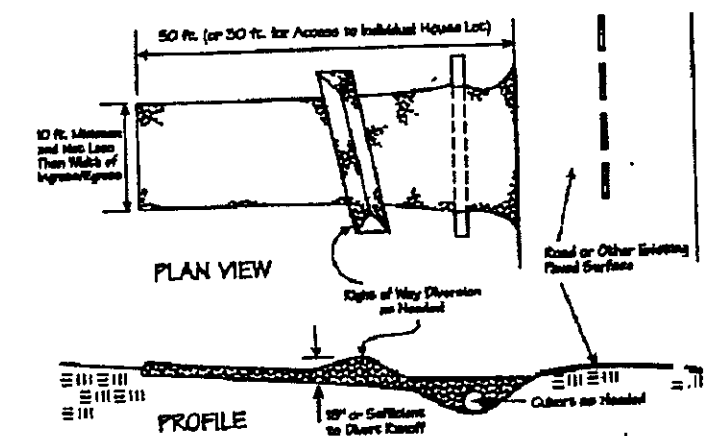 50 ft. (or 30 ft. for Access to Individual House Lot)
10 ft. Minimum
and Not Less
Than Width of
Ingress/Egress
PLAN VIEW
Road or Other Existing
Paved Surface
Right of Way Diversion
as Needed
18" or Sufficient
to Divert Runoff
Culvert as Needed
PROFILE